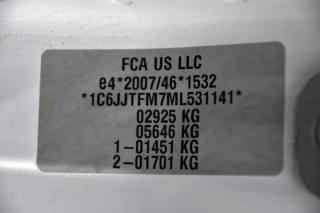 FCA US LLC
e4*2007/46*1532
*1C6JJTFM7ML531141*
02925 KG
05646 KG
1-01451 KG
2-01701 KG